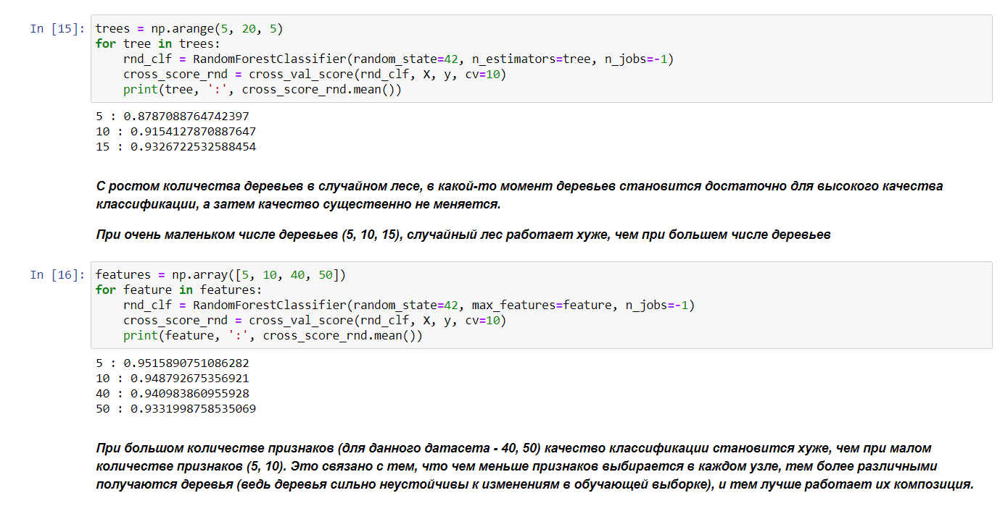 In [15]: trees = np.arange(5, 20, 5)
for tree in trees:
    rnd_clf = RandomForestClassifier(random_state=42, n_estimators=tree, n_jobs=-1)
    cross_score_rnd = cross_val_score(rnd_clf, X, y, cv=10)
    print(tree, ':', cross_score_rnd.mean())
5 : 0.8787088764742397
10 : 0.9154127870887647
15 : 0.9326722532588454
С ростом количества деревьев в случайном лесе, в какой-то момент деревьев становится достаточно для высокого качества
классификации, а затем качество существенно не меняется.
При очень маленьком числе деревьев (5, 10, 15), случайный лес работает хуже, чем при большем числе деревьев
In [16]: features = np.array([5, 10, 40, 50])
for feature in features:
    rnd_clf = RandomForestClassifier(random_state=42, max_features=feature, n_jobs=-1)
    cross_score_rnd = cross_val_score(rnd_clf, X, y, cv=10)
    print(feature, ':', cross_score_rnd.mean())
5 : 0.9515890751086282
10 : 0.948792675356921
40 : 0.940983860955928
50 : 0.9331998758535069
При большом количестве признаков (для данного датасета - 40, 50) качество классификации становится хуже, чем при малом
количестве признаков (5, 10). Это связано с тем, что чем меньше признаков выбирается в каждом узле, тем более различными
получаются деревья (ведь деревья сильно неустойчивы к изменениям в обучающей выборке), и тем лучше работает их композиция.